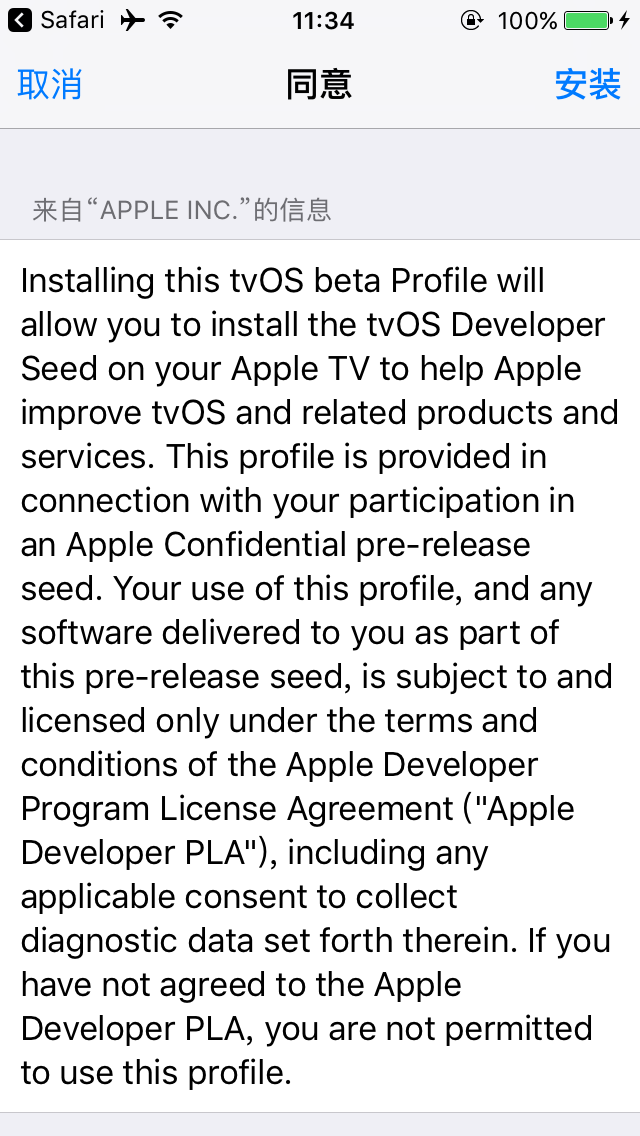 Safari 11:34 100%
取消 同意 安装
来自“APPLE INC.”的信息
Installing this tvOS beta Profile will
allow you to install the tvOS Developer
Seed on your Apple TV to help Apple
improve tvOS and related products and
services. This profile is provided in
connection with your participation in
an Apple Confidential pre-release
seed. Your use of this profile, and any
software delivered to you as part of
this pre-release seed, is subject to and
licensed only under the terms and
conditions of the Apple Developer
Program License Agreement ("Apple
Developer PLA"), including any
applicable consent to collect
diagnostic data set forth therein. If you
have not agreed to the Apple
Developer PLA, you are not permitted
to use this profile.